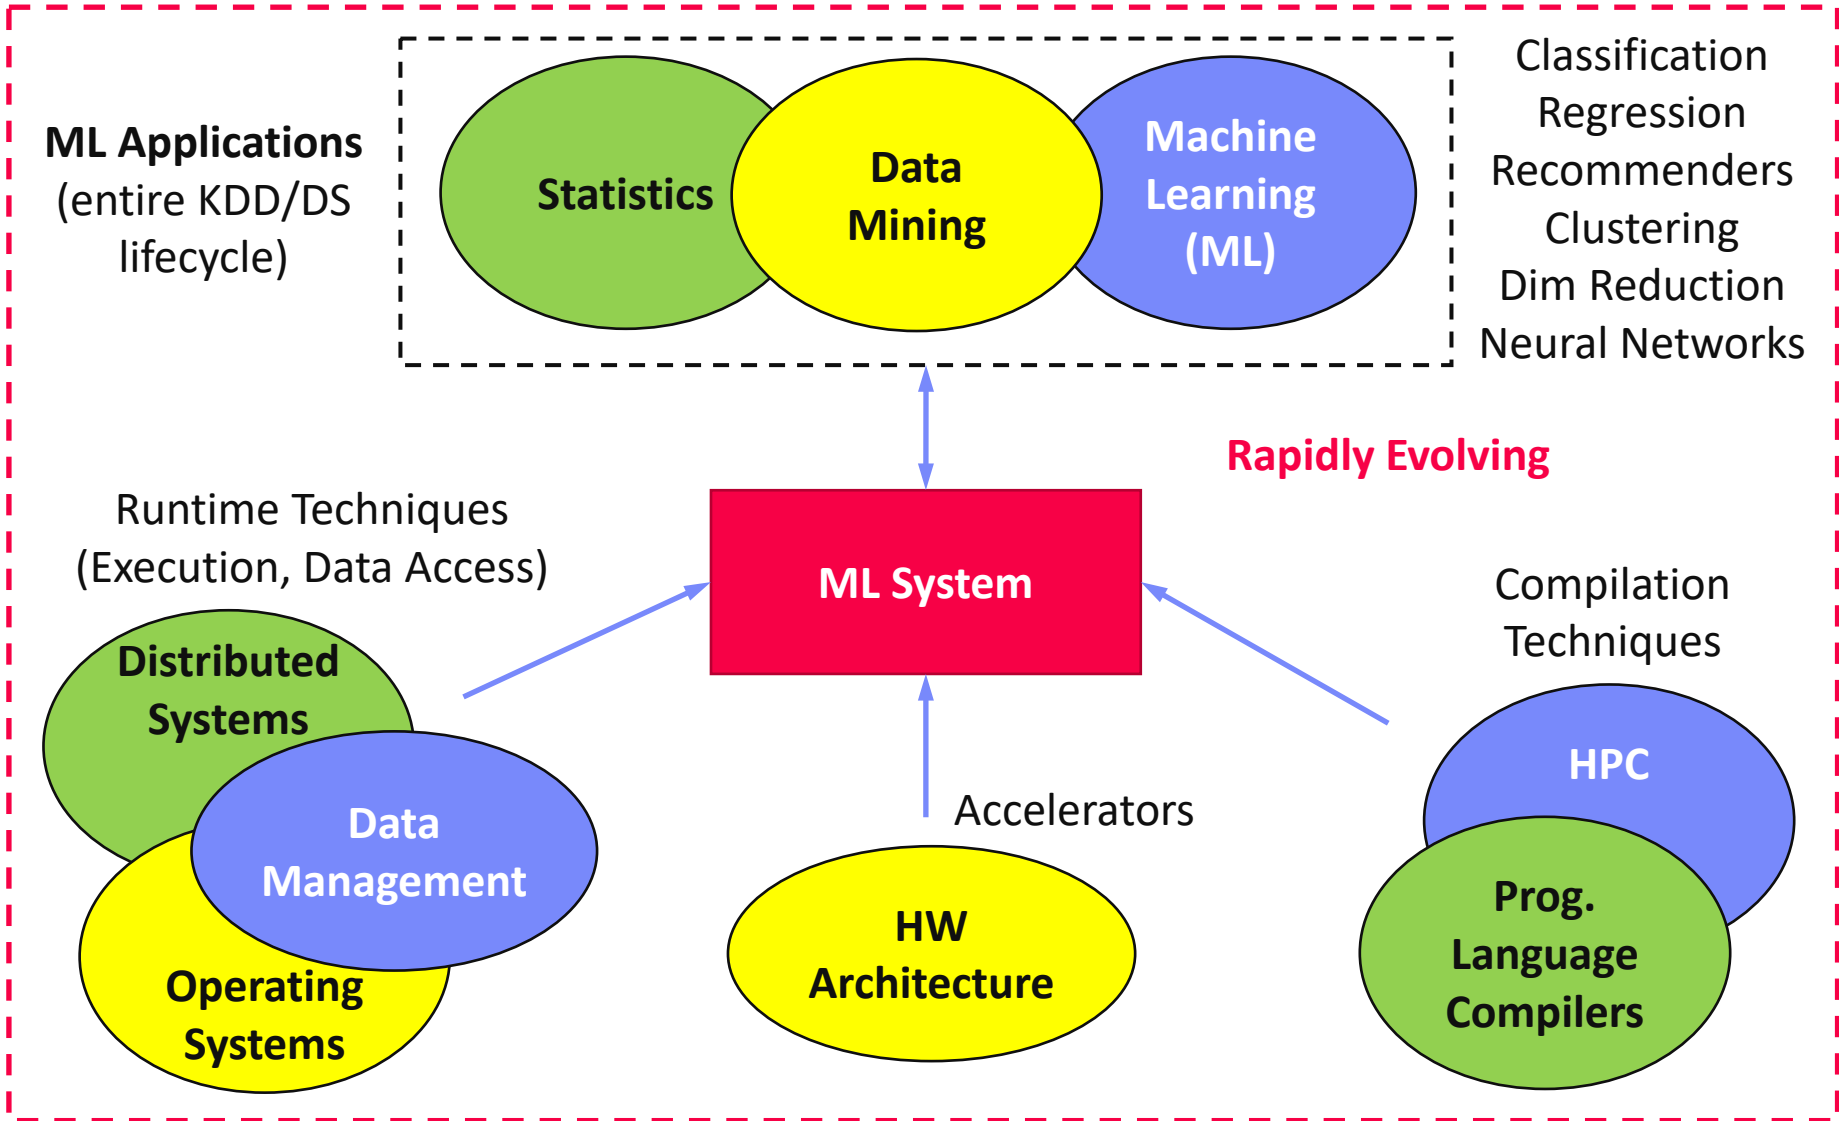 ML Applications
(entire KDD/DS
lifecycle)
Statistics
Data
Mining
Machine
Learning
(ML)
Classification
Regression
Recommenders
Clustering
Dim Reduction
Neural Networks
Rapidly Evolving
Runtime Techniques
(Execution, Data Access)
ML System
Compilation
Techniques
Distributed
Systems
Data
Management
Operating
Systems
Accelerators
HW
Architecture
HPC
Prog.
Language
Compilers